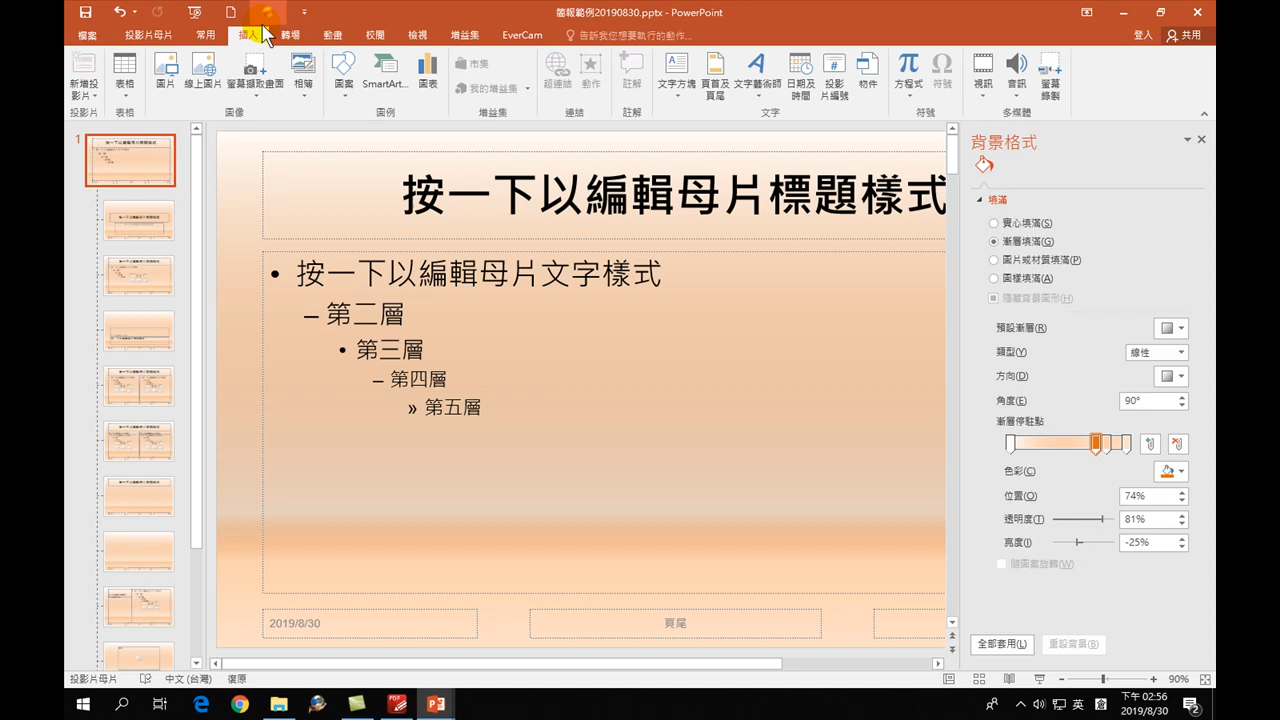 簡報範例20190830.pptx - PowerPoint
檔案 投影片母片 常用 插入 轉場 動畫 校閱 檢視 增益集 EverCam 告訴我您想要執行的動作... 登入 共用
新增投影片 表格 圖片 線上圖片 螢幕擷取畫面 相簿 圖案 SmartArt... 圖表 市集 我的增益集 超連結 動作 註解 文字方塊 頁首及頁尾 文字藝術師 日期及時間 投影片編號 物件 方程式 符號 視訊 音訊 螢幕錄製
投影片 表格 圖像 圖例 增益集 連結 註解 文字 符號 多媒體
1
按一下以編輯母片標題樣式
• 按一下以編輯母片文字樣式
– 第二層
• 第三層
– 第四層
» 第五層
2019/8/30
頁尾
背景格式
填滿
實心填滿(S)
漸層填滿(G)
圖片或材質填滿(P)
圖樣填滿(A)
隱藏背景圖形(H)
預設漸層(R)
類型(Y) 線性
方向(D)
角度(E) 90°
漸層停駐點
色彩(C)
位置(O) 74%
透明度(T) 81%
亮度(I) -25%
隨圖案旋轉(W)
全部套用(L) 重設背景(B)
投影片母片 中文 (台灣) 復原 90%
英 下午 02:56
2019/8/30 2